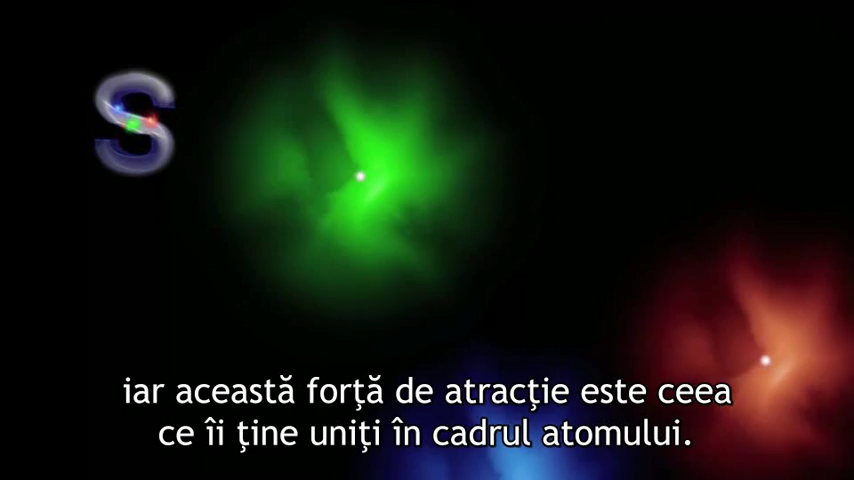 S
iar această forţă de atracţie este ceea
ce îi ţine uniţi în cadrul atomului.